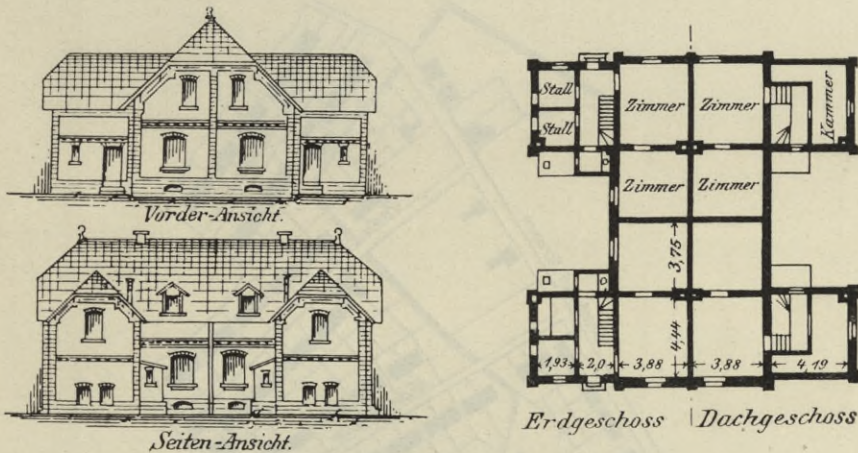 Vorder-Ansicht.
Seiten-Ansicht.
Stall
Zimmer
Zimmer
Kammer
Stall
Zimmer
Zimmer
3,75
4,44
1,93
2,0
3,88
3,88
4,19
Erdgeschoss
Dachgeschoss